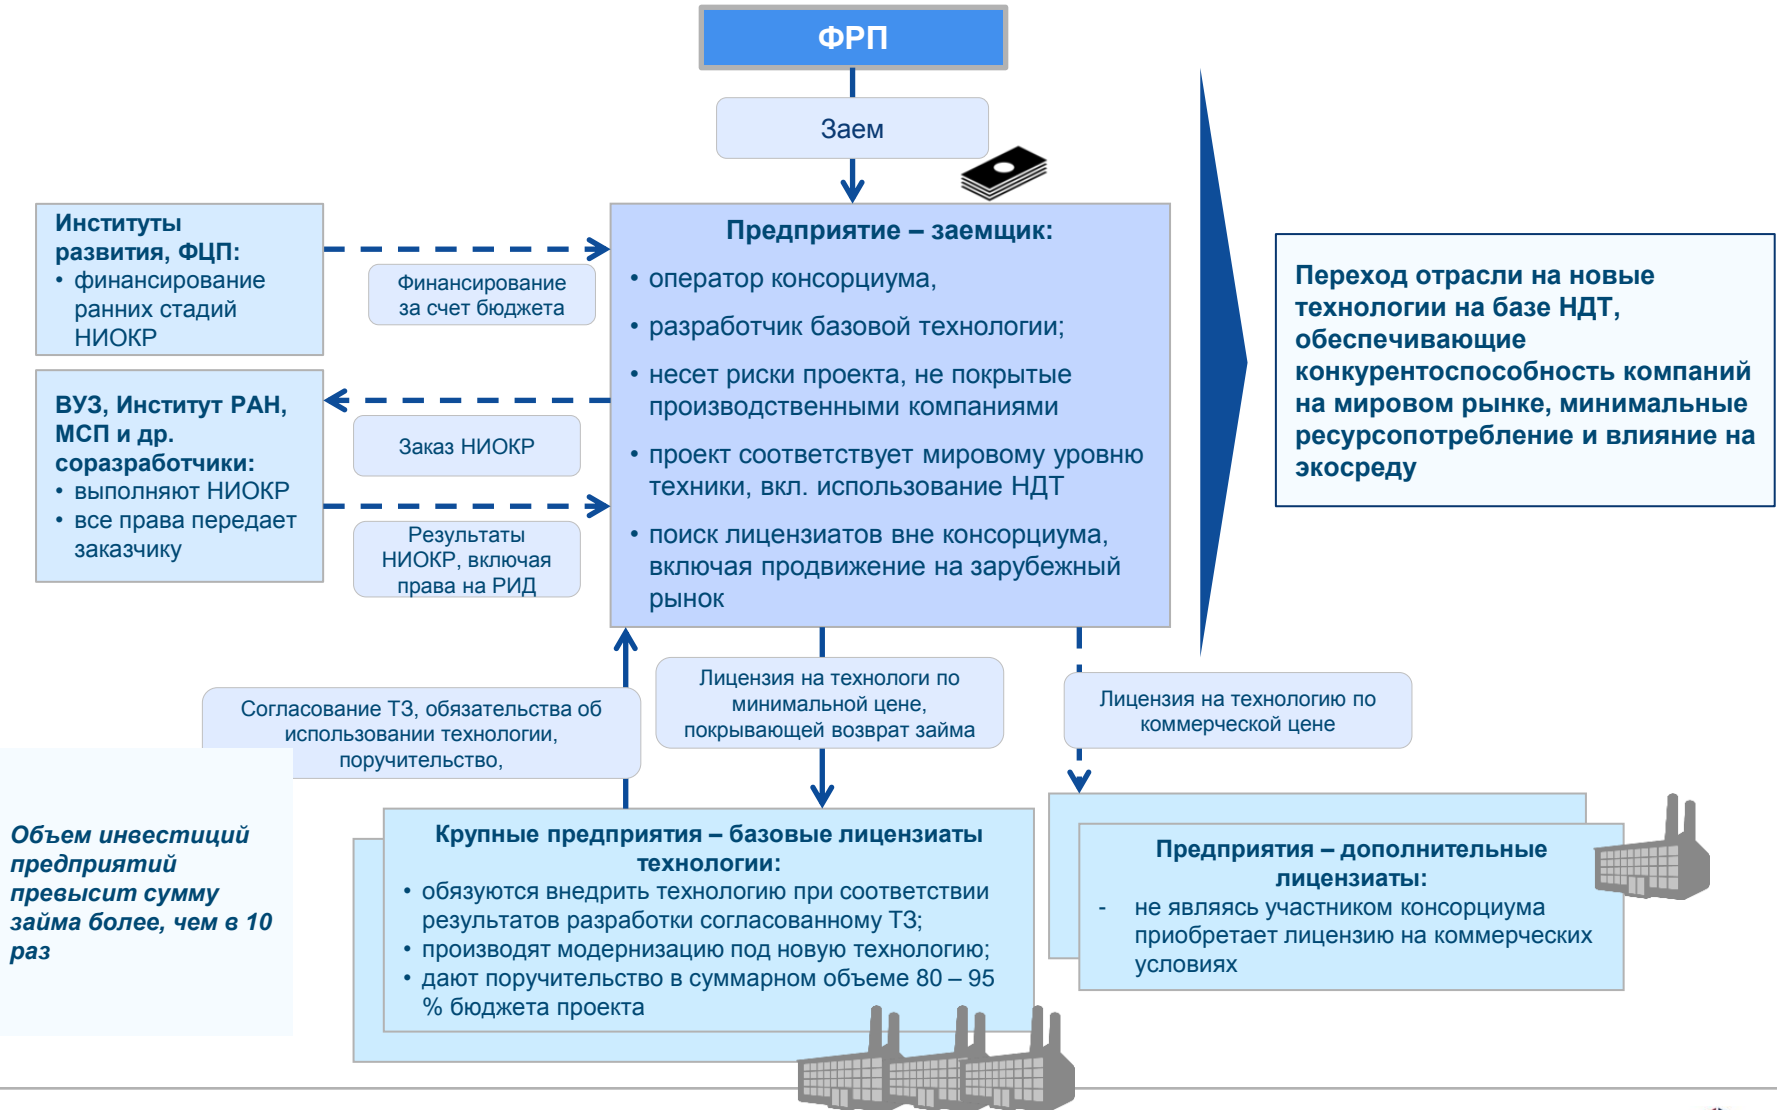 ФРП
Заем
Институты
развития, ФЦП:
• финансирование
ранних стадий
НИОКР
Финансирование
за счет бюджета
ВУЗ, Институт РАН,
МСП и др.
соразработчики:
• выполняют НИОКР
• все права передает
заказчику
Заказ НИОКР
Результаты
НИОКР, включая
права на РИД
Предприятие – заемщик:
• оператор консорциума,
• разработчик базовой технологии;
• несет риски проекта, не покрытые
производственными компаниями
• проект соответствует мировому уровню
техники, вкл. использование НДТ
• поиск лицензиатов вне консорциума,
включая продвижение на зарубежный
рынок
Переход отрасли на новые
технологии на базе НДТ,
обеспечивающие
конкурентоспособность компаний
на мировом рынке, минимальные
ресурсопотребление и влияние на
экосреду
Согласование ТЗ, обязательства об
использовании технологии,
поручительство,
Лицензия на технологи по
минимальной цене,
покрывающей возврат займа
Лицензия на технологию по
коммерческой цене
Объем инвестиций
предприятий
превысит сумму
займа более, чем в 10
раз
Крупные предприятия – базовые лицензиаты
технологии:
• обязуются внедрить технологию при соответствии
результатов разработки согласованному ТЗ;
• производят модернизацию под новую технологию;
• дают поручительство в суммарном объеме 80 – 95
% бюджета проекта
Предприятия – дополнительные
лицензиаты:
- не являясь участником консорциума
приобретает лицензию на коммерческих
условиях